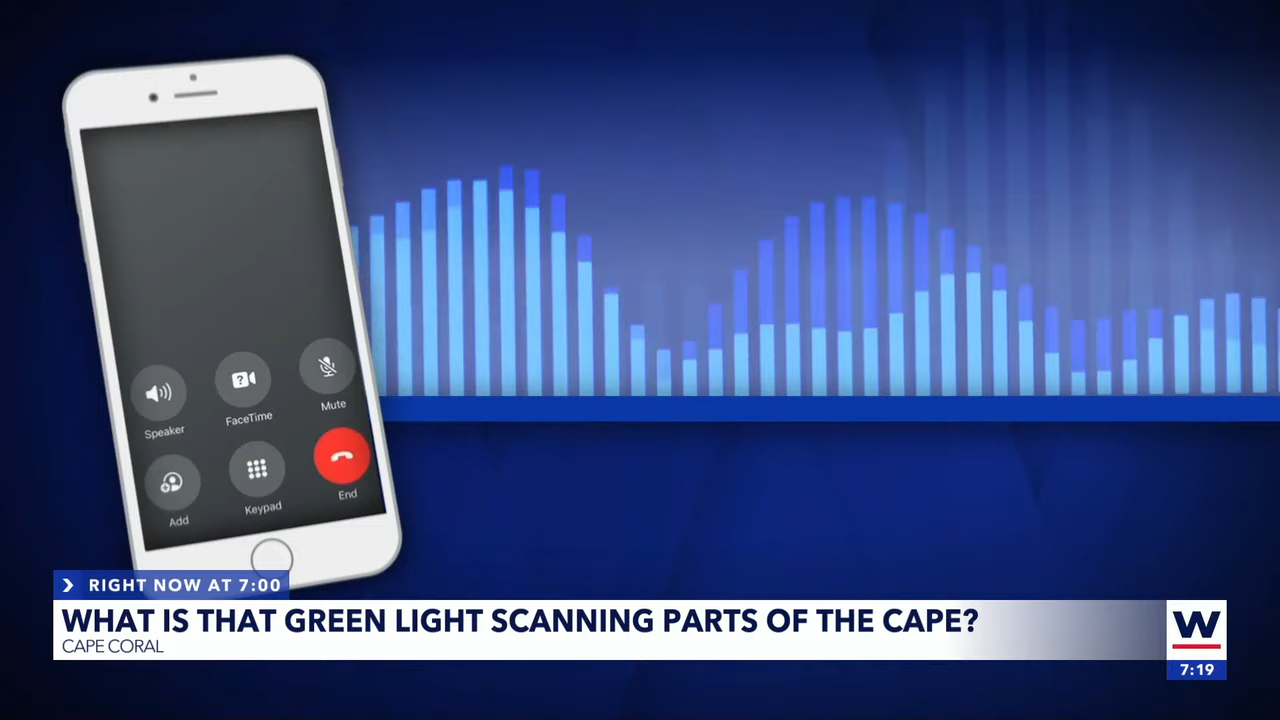 Speaker
FaceTime
Mute
Add
Keypad
End
RIGHT NOW AT 7:00
WHAT IS THAT GREEN LIGHT SCANNING PARTS OF THE CAPE?
CAPE CORAL
W
7:19